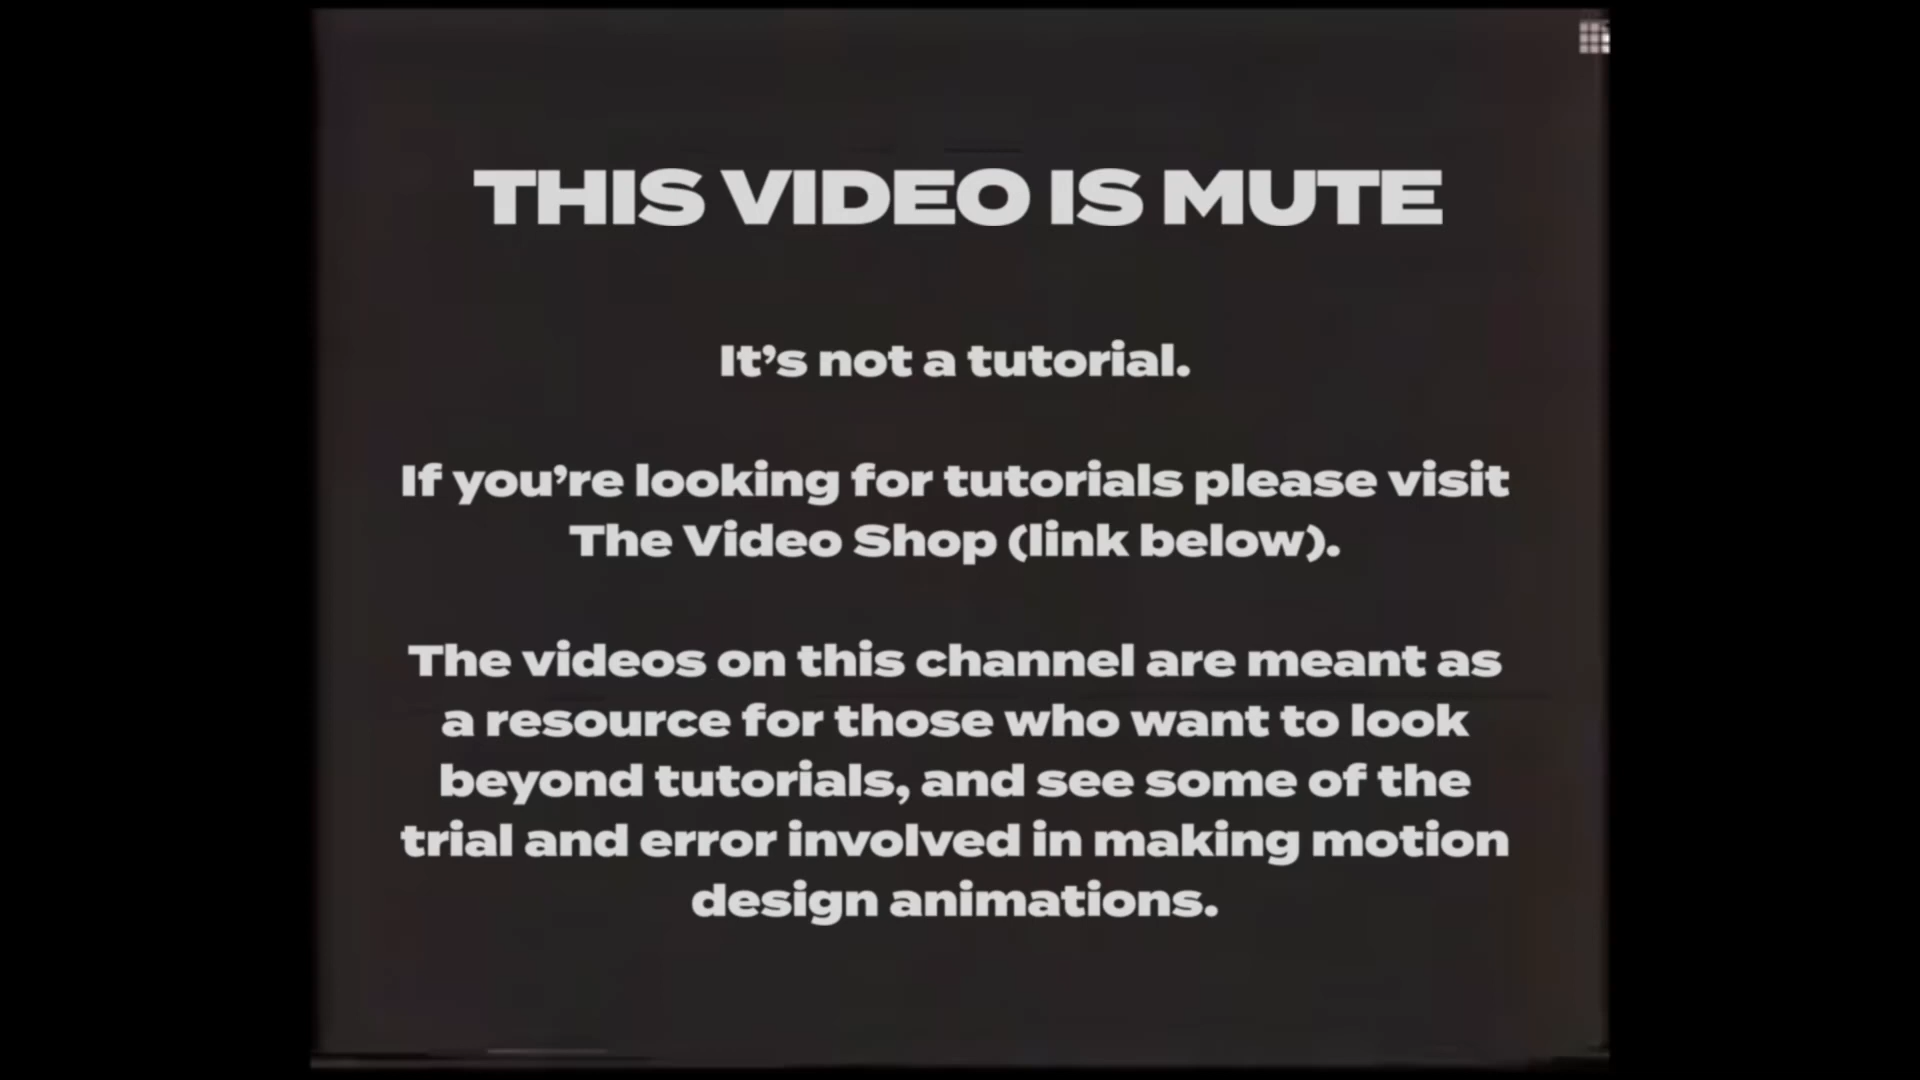 THIS VIDEO IS MUTE
It’s not a tutorial.
If you’re looking for tutorials please visit
The Video Shop (link below).
The videos on this channel are meant as
a resource for those who want to look
beyond tutorials, and see some of the
trial and error involved in making motion
design animations.